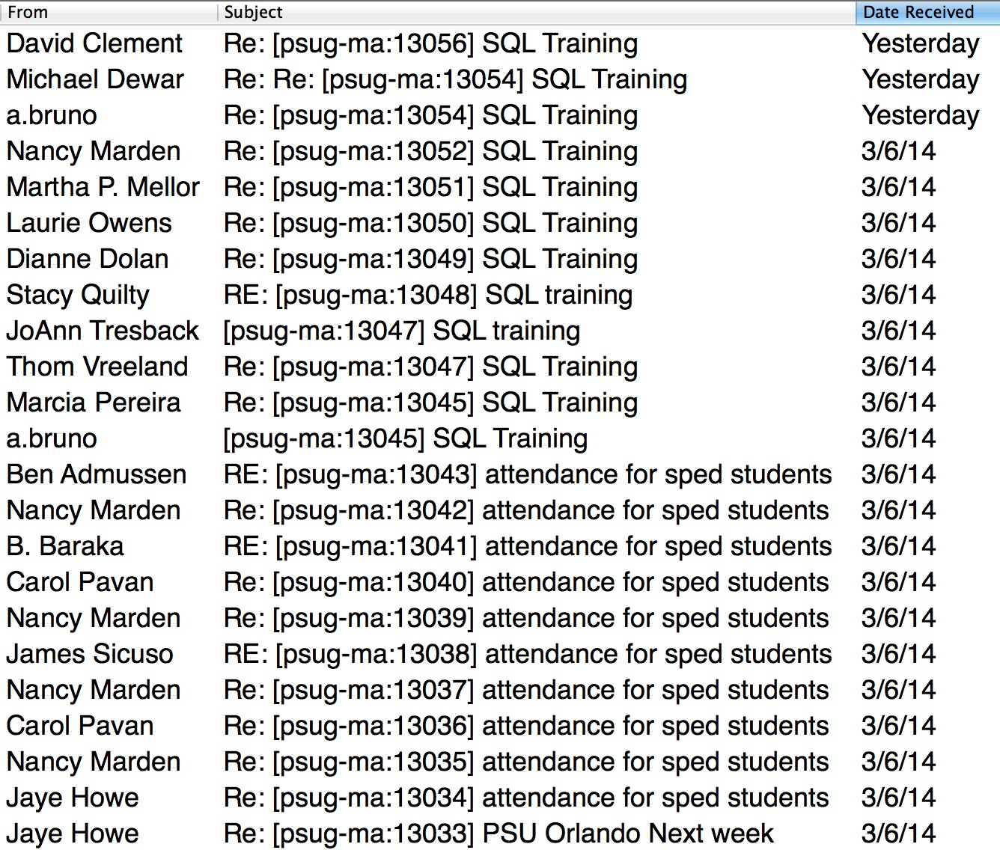 From Subject Date Received
David Clement Re: [psug-ma:13056] SQL Training Yesterday
Michael Dewar Re: Re: [psug-ma:13054] SQL Training Yesterday
a.bruno Re: [psug-ma:13054] SQL Training Yesterday
Nancy Marden Re: [psug-ma:13052] SQL Training 3/6/14
Martha P. Mellor Re: [psug-ma:13051] SQL Training 3/6/14
Laurie Owens Re: [psug-ma:13050] SQL Training 3/6/14
Dianne Dolan Re: [psug-ma:13049] SQL Training 3/6/14
Stacy Quilty RE: [psug-ma:13048] SQL training 3/6/14
JoAnn Tresback [psug-ma:13047] SQL training 3/6/14
Thom Vreeland Re: [psug-ma:13047] SQL Training 3/6/14
Marcia Pereira Re: [psug-ma:13045] SQL Training 3/6/14
a.bruno [psug-ma:13045] SQL Training 3/6/14
Ben Admussen RE: [psug-ma:13043] attendance for sped students 3/6/14
Nancy Marden Re: [psug-ma:13042] attendance for sped students 3/6/14
B. Baraka RE: [psug-ma:13041] attendance for sped students 3/6/14
Carol Pavan Re: [psug-ma:13040] attendance for sped students 3/6/14
Nancy Marden Re: [psug-ma:13039] attendance for sped students 3/6/14
James Sicuso RE: [psug-ma:13038] attendance for sped students 3/6/14
Nancy Marden Re: [psug-ma:13037] attendance for sped students 3/6/14
Carol Pavan Re: [psug-ma:13036] attendance for sped students 3/6/14
Nancy Marden Re: [psug-ma:13035] attendance for sped students 3/6/14
Jaye Howe Re: [psug-ma:13034] attendance for sped students 3/6/14
Jaye Howe Re: [psug-ma:13033] PSU Orlando Next week 3/6/14